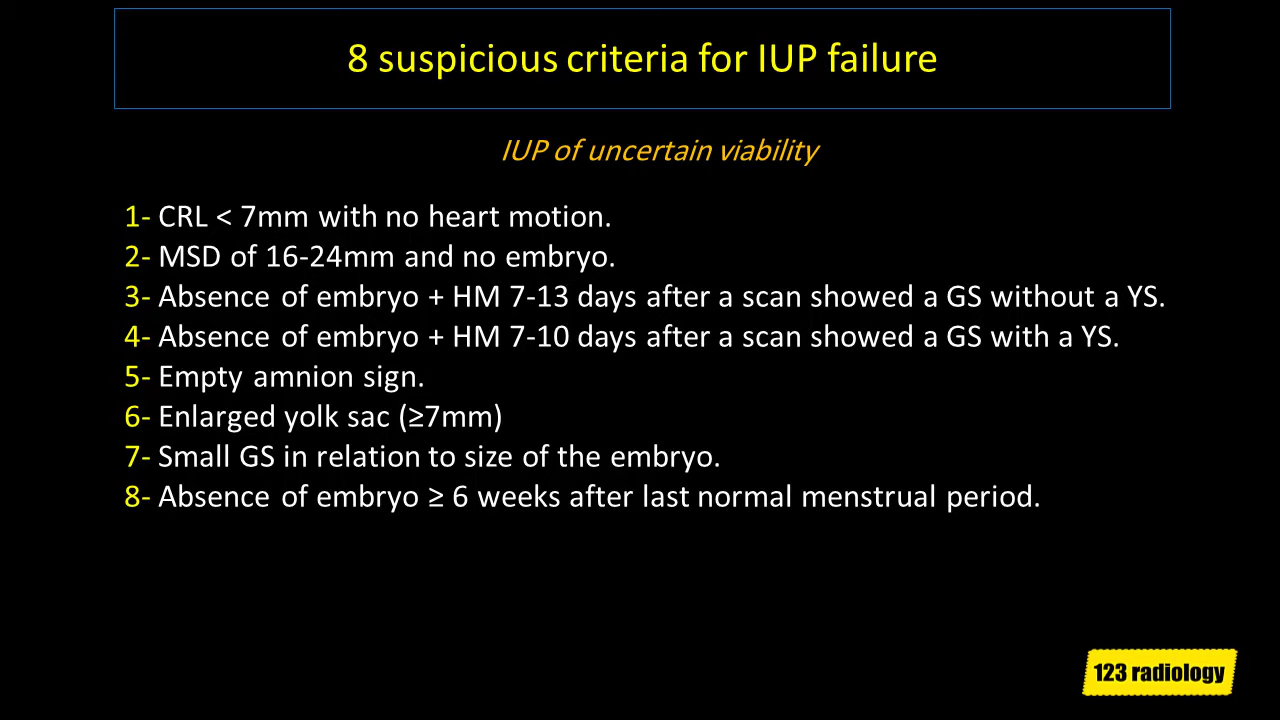 8 suspicious criteria for IUP failure
IUP of uncertain viability
1- CRL < 7mm with no heart motion.
2- MSD of 16-24mm and no embryo.
3- Absence of embryo + HM 7-13 days after a scan showed a GS without a YS.
4- Absence of embryo + HM 7-10 days after a scan showed a GS with a YS.
5- Empty amnion sign.
6- Enlarged yolk sac (≥7mm)
7- Small GS in relation to size of the embryo.
8- Absence of embryo ≥ 6 weeks after last normal menstrual period.
123 radiology